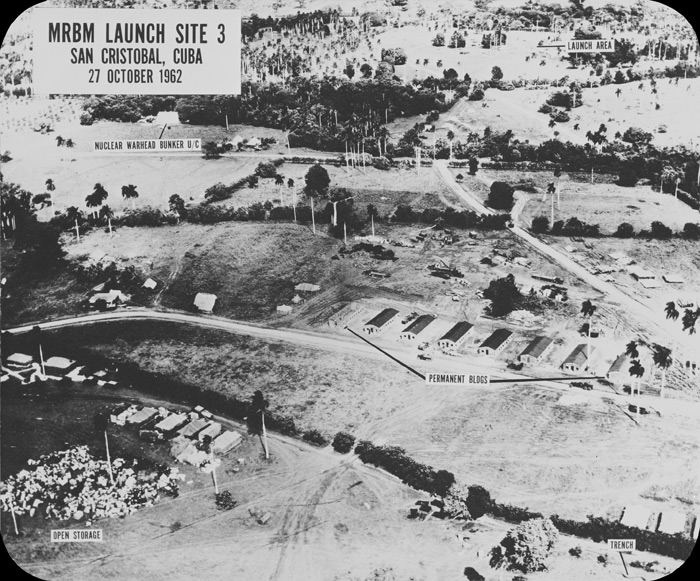 MRBM LAUNCH SITE 3
SAN CRISTOBAL, CUBA
27 OCTOBER 1962
LAUNCH AREA
NUCLEAR WARHEAD BUNKER U/C
PERMANENT BLDGS
OPEN STORAGE
TRENCH